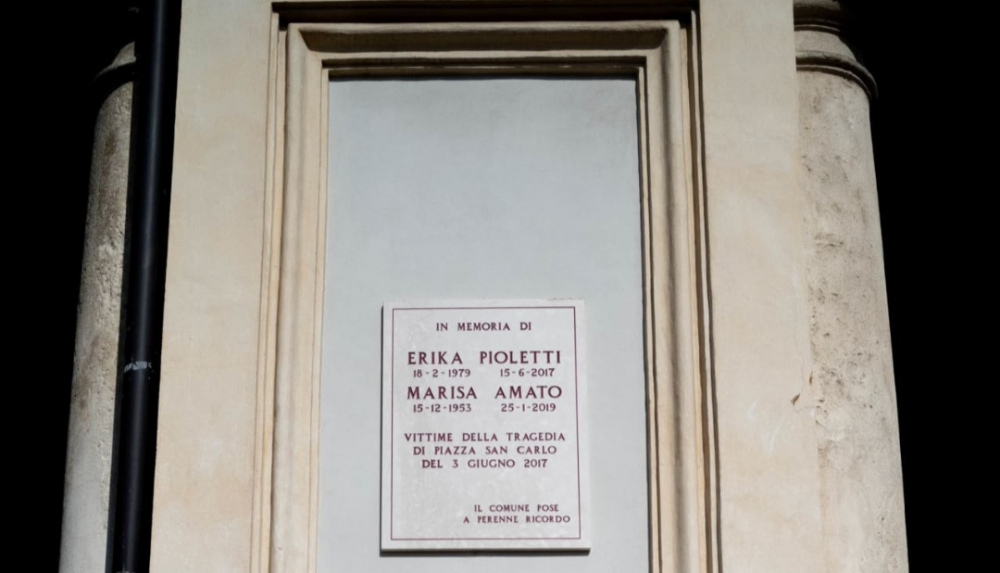 IN MEMORIA DI
ERIKA PIOLETTI
18-2-1979 15-6-2017
MARISA AMATO
15-12-1953 25-1-2019
VITTIME DELLA TRAGEDIA
DI PIAZZA SAN CARLO
DEL 3 GIUGNO 2017
IL COMUNE POSE
A PERENNE RICORDO